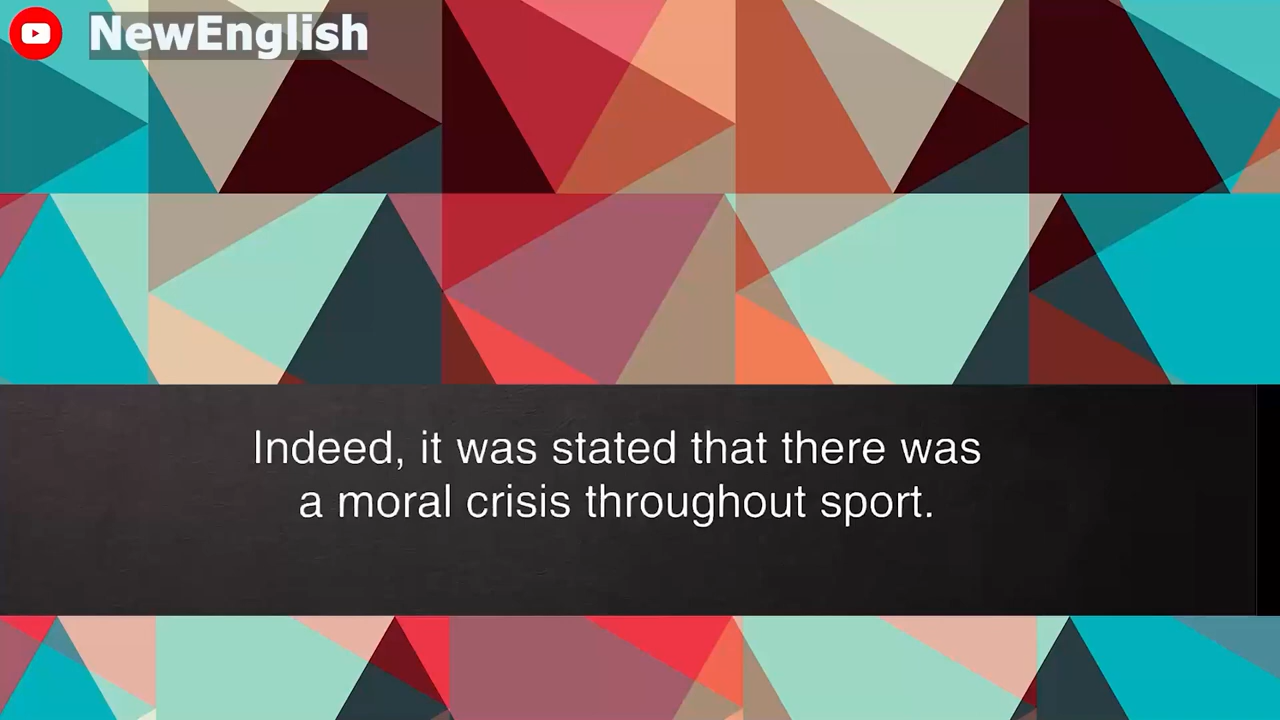 NewEnglish
Indeed, it was stated that there was
a moral crisis throughout sport.